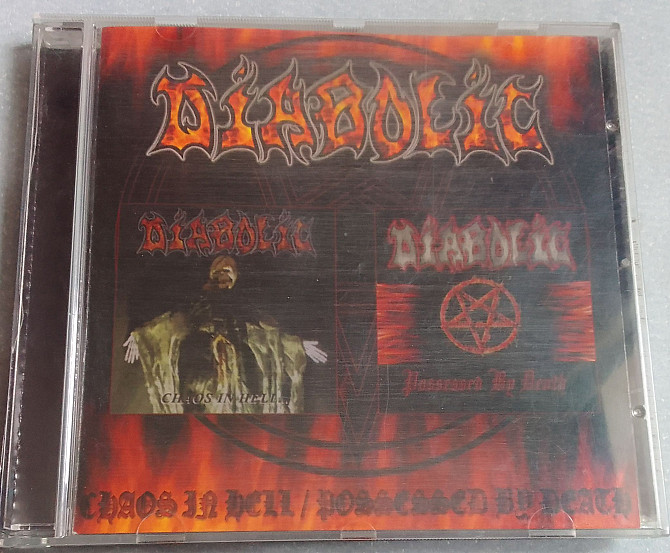 DIABOLIC
DIABOLIC
CHAOS IN HELL...
DIABOLIC
Possessed By Death
CHAOS IN HELL / POSSESSED BY DEATH